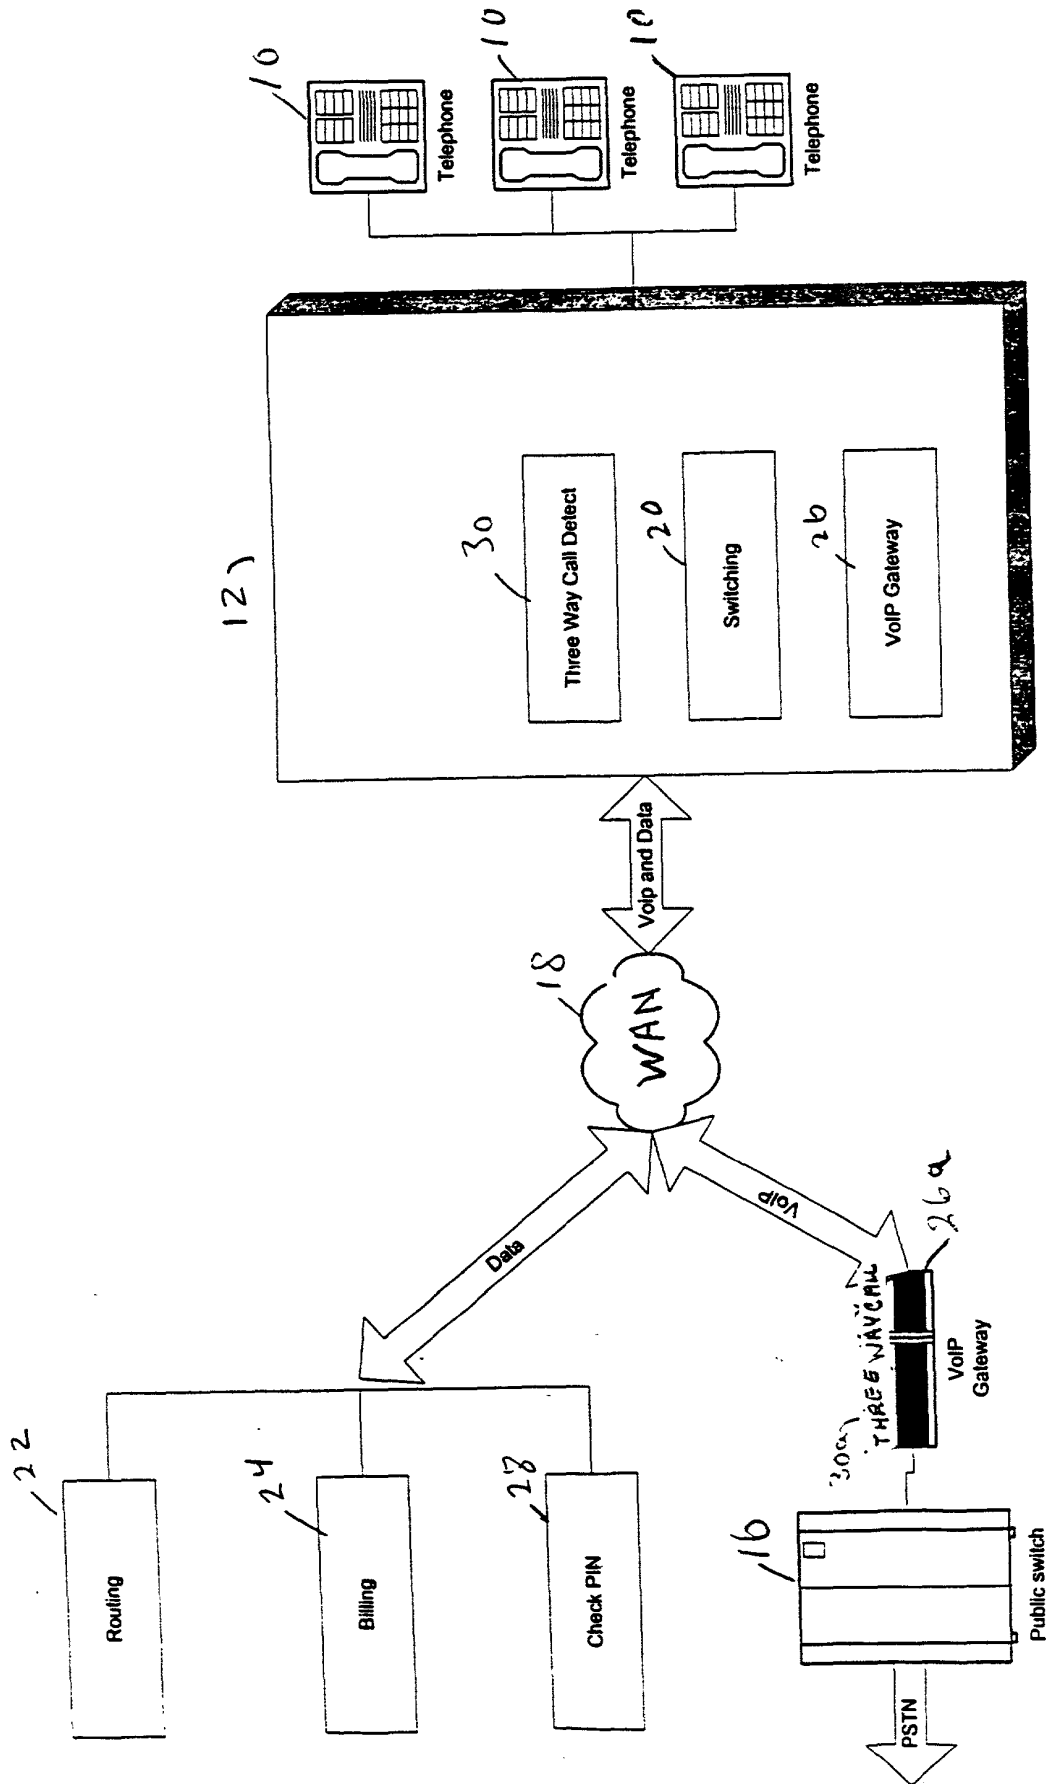 22
Routing
24
Billing
28
Check PIN
16
Public switch
PSTN
Data
VoIP
30a
THREE WAY CALL
26a
VoIP
Gateway
18
WAN
VoIp and Data
12
30
Three Way Call Detect
20
Switching
26
VoIP Gateway
10
Telephone
10
Telephone
10
Telephone